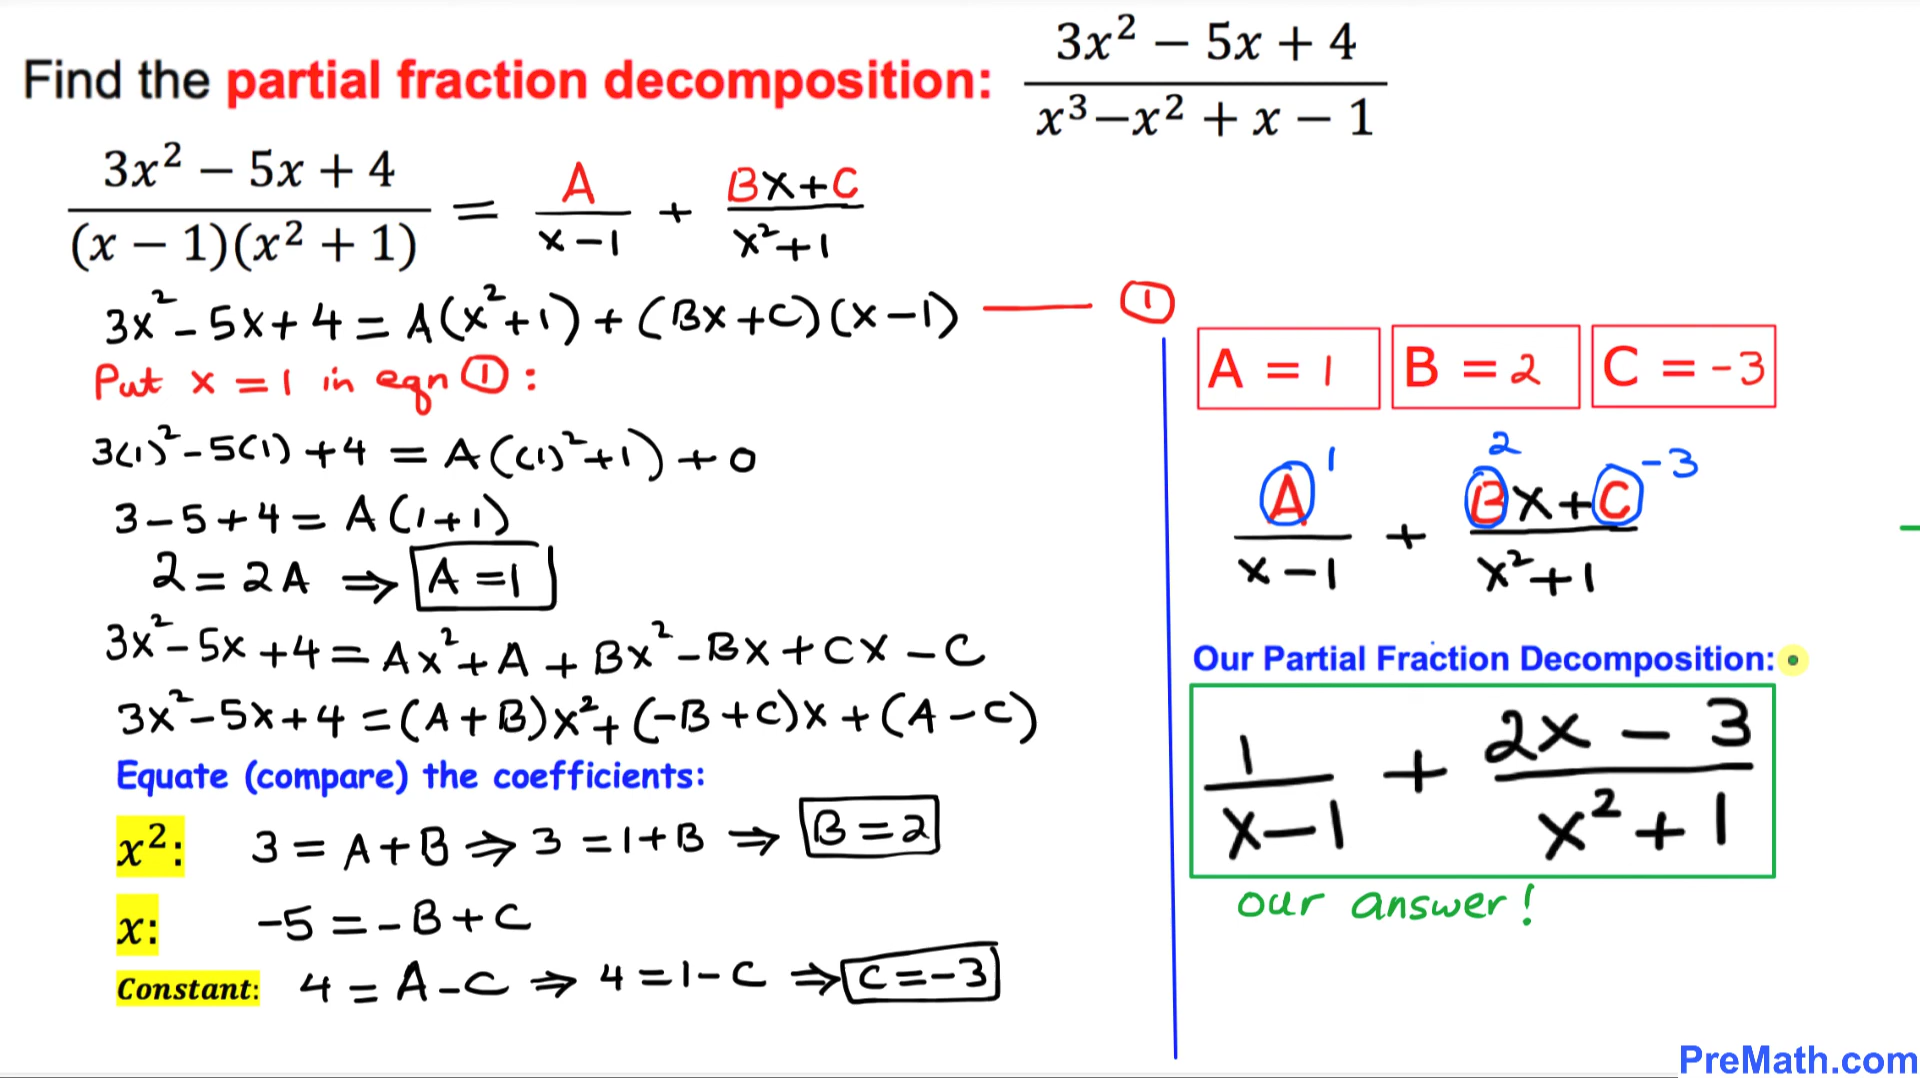 Find the partial fraction decomposition: (3x² − 5x + 4)/(x³−x² + x − 1)
(3x² − 5x + 4)/((x − 1)(x² + 1)) = A/(x−1) + (Bx+C)/(x²+1)
3x²−5x+4 = A(x²+1) + (Bx+C)(x−1) —— ①
Put x = 1 in eqn ① :
3(1)²−5(1)+4 = A((1)²+1) + 0
3−5+4 = A(1+1)
2 = 2A ⇒ A = 1
3x²−5x+4 = Ax²+A + Bx²−Bx+Cx−C
3x²−5x+4 = (A+B)x²+(−B+C)x+(A−C)
Equate (compare) the coefficients:
x²: 3 = A+B ⇒ 3 = 1+B ⇒ B = 2
x: −5 = −B+C
Constant: 4 = A−C ⇒ 4 = 1−C ⇒ C = −3
A = 1 B = 2 C = −3
1 2 −3
A/(x−1) + (Bx+C)/(x²+1)
Our Partial Fraction Decomposition:
1/(x−1) + (2x − 3)/(x² + 1)
our answer!
PreMath.com